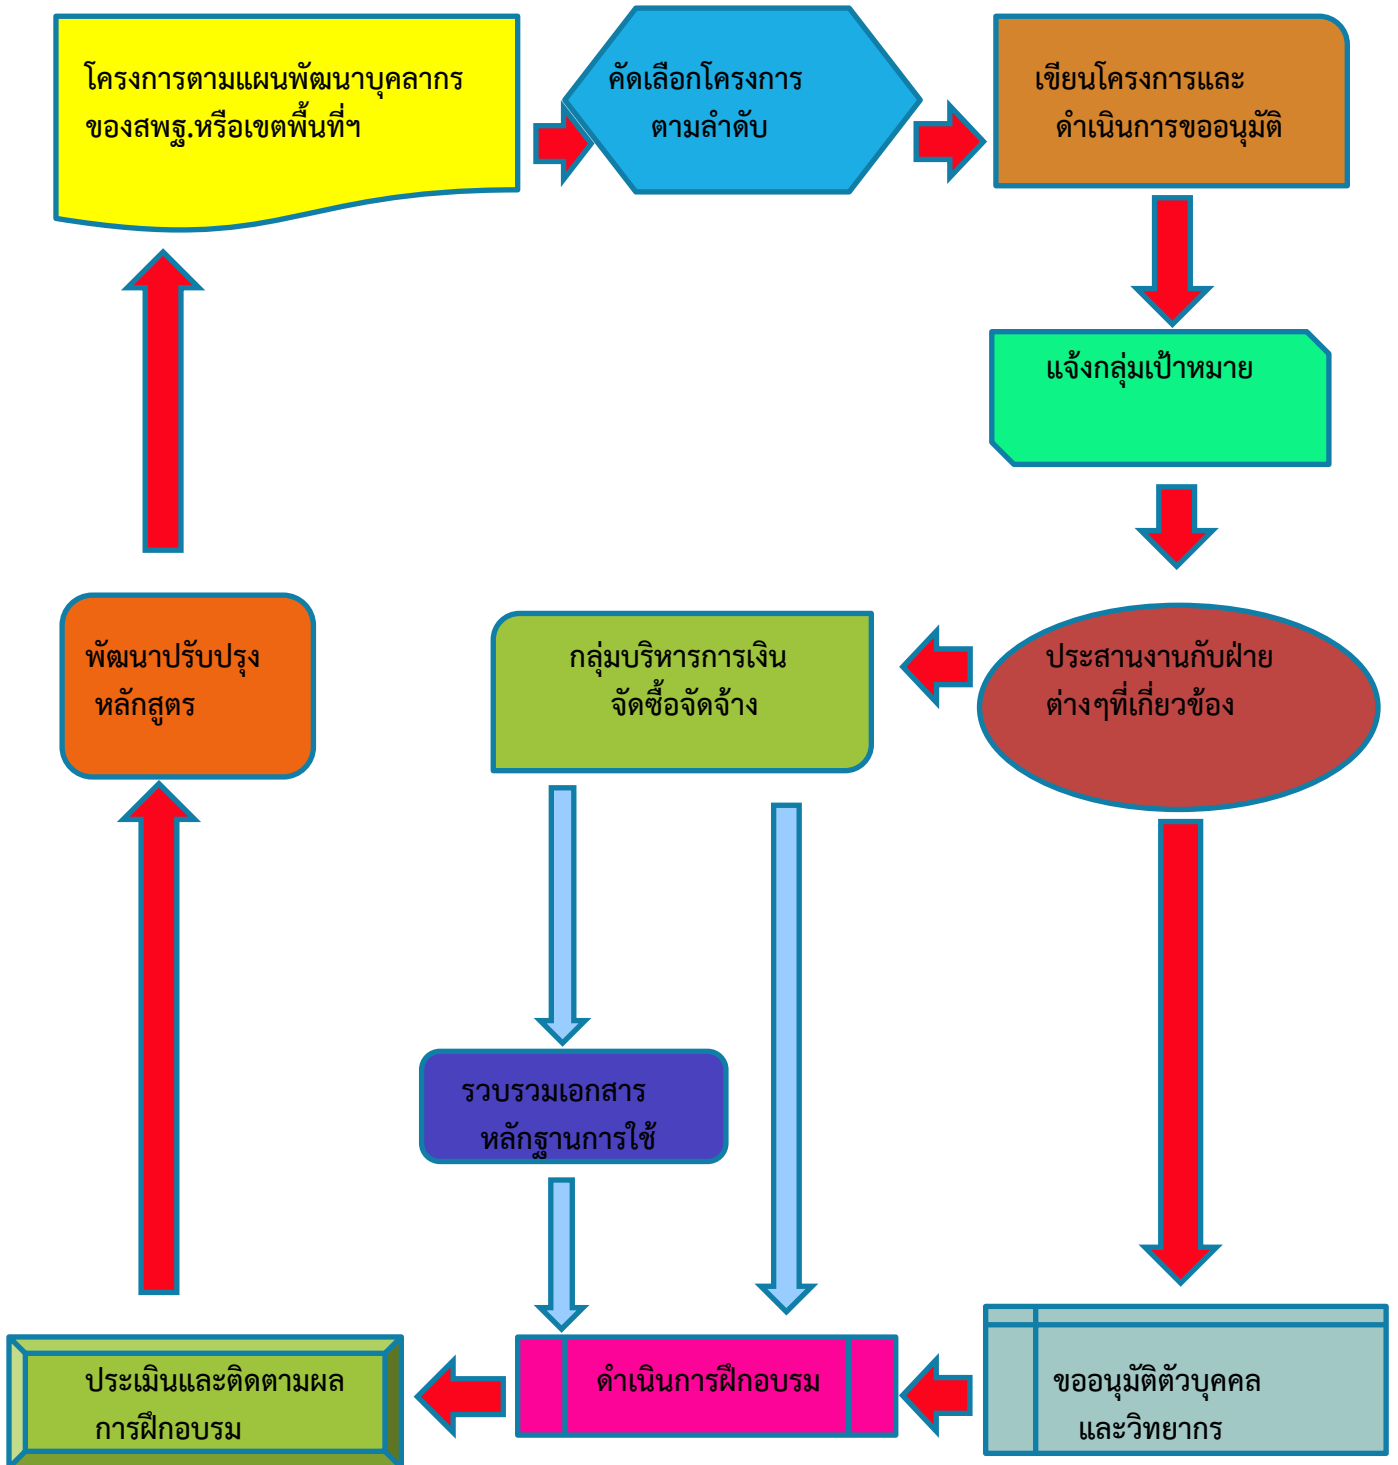 โครงการตามแผนพัฒนาบุคลากร
ของสพฐ.หรือเขตพื้นที่ฯ
คัดเลือกโครงการ
ตามลำดับ
เขียนโครงการและ
ดำเนินการขออนุมัติ
แจ้งกลุ่มเป้าหมาย
ประสานงานกับฝ่าย
ต่างๆที่เกี่ยวข้อง
กลุ่มบริหารการเงิน
จัดซื้อจัดจ้าง
พัฒนาปรับปรุง
หลักสูตร
รวบรวมเอกสาร
หลักฐานการใช้
ขออนุมัติตัวบุคคล
และวิทยากร
ดำเนินการฝึกอบรม
ประเมินและติดตามผล
การฝึกอบรม